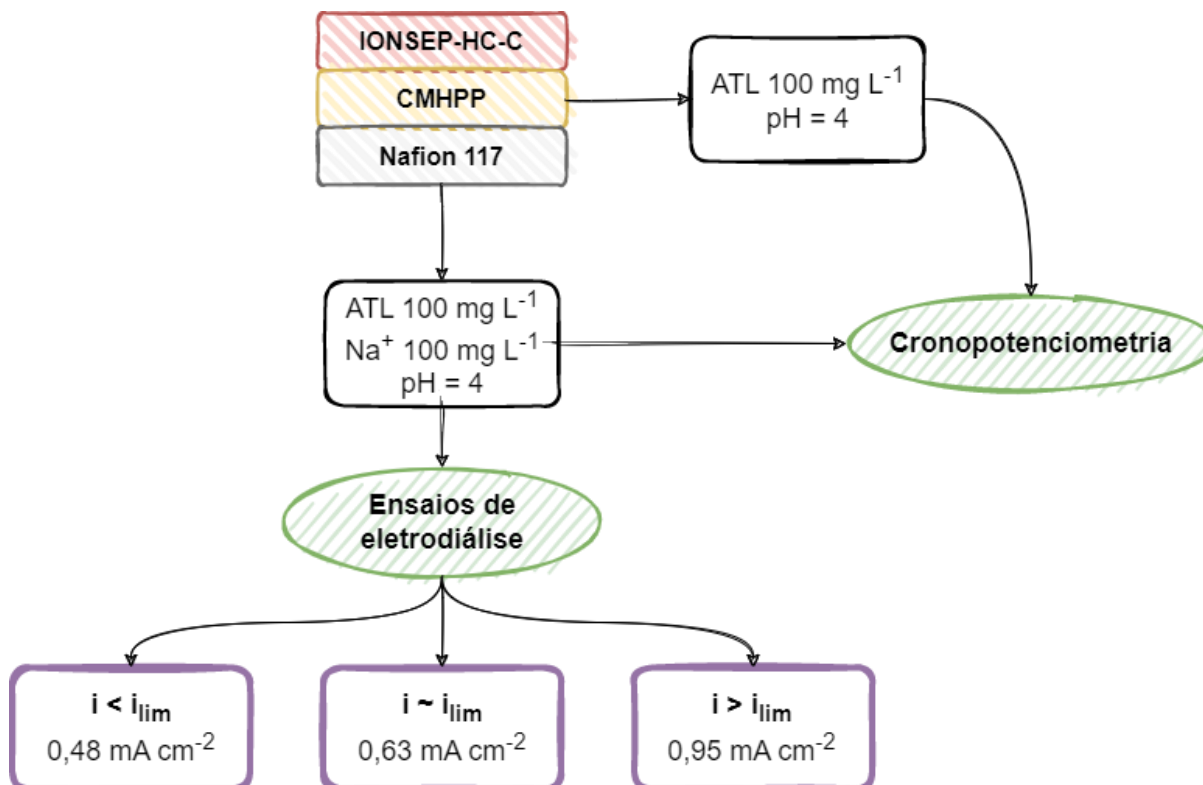 IONSEP-HC-C
CMHPP
Nafion 117
ATL 100 mg L-1
pH = 4
ATL 100 mg L-1
Na+ 100 mg L-1
pH = 4
Cronopotenciometria
Ensaios de
eletrodiálise
i < ilim
0,48 mA cm-2
i ~ ilim
0,63 mA cm-2
i > ilim
0,95 mA cm-2